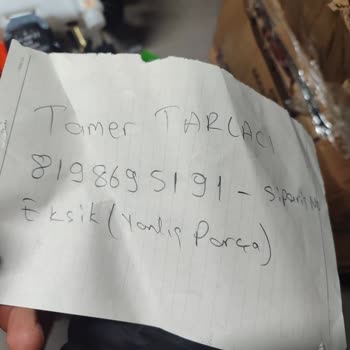 Tamer TARLACI
8198695191 - Sipariş No
Eksik (Yanlış Parça)